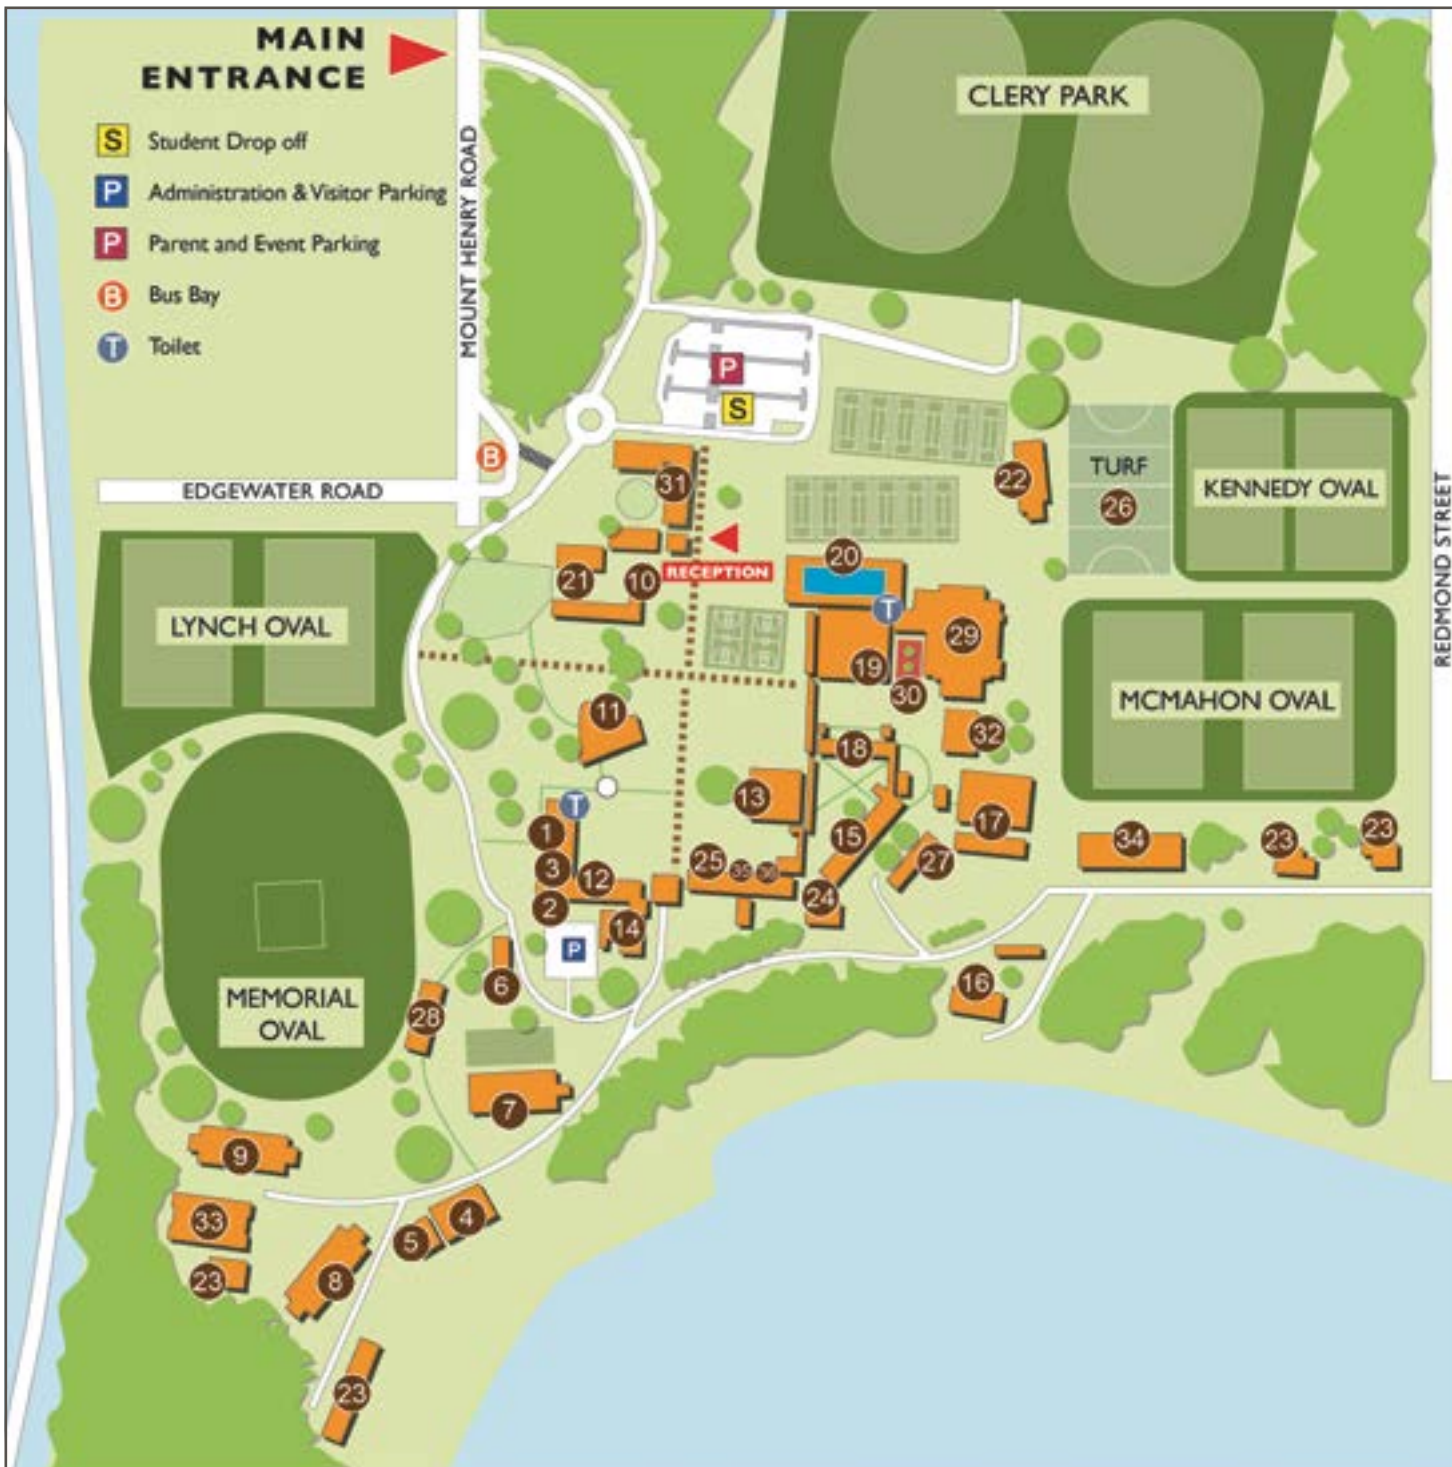 MAIN
ENTRANCE
S Student Drop off
P Administration & Visitor Parking
P Parent and Event Parking
B Bus Bay
T Toilet
MOUNT HENRY ROAD
CLERY PARK
P
S
B
EDGEWATER ROAD
31
22
TURF
26
KENNEDY OVAL
REDMOND STREET
RECEPTION
20
21
10
T
LYNCH OVAL
29
19
30
MCMAHON OVAL
11
32
18
13
T
1
15
17
34
23
23
3
12
25
35
36
27
2
24
14
P
6
16
MEMORIAL
OVAL
28
7
9
33
5
4
23
8
23